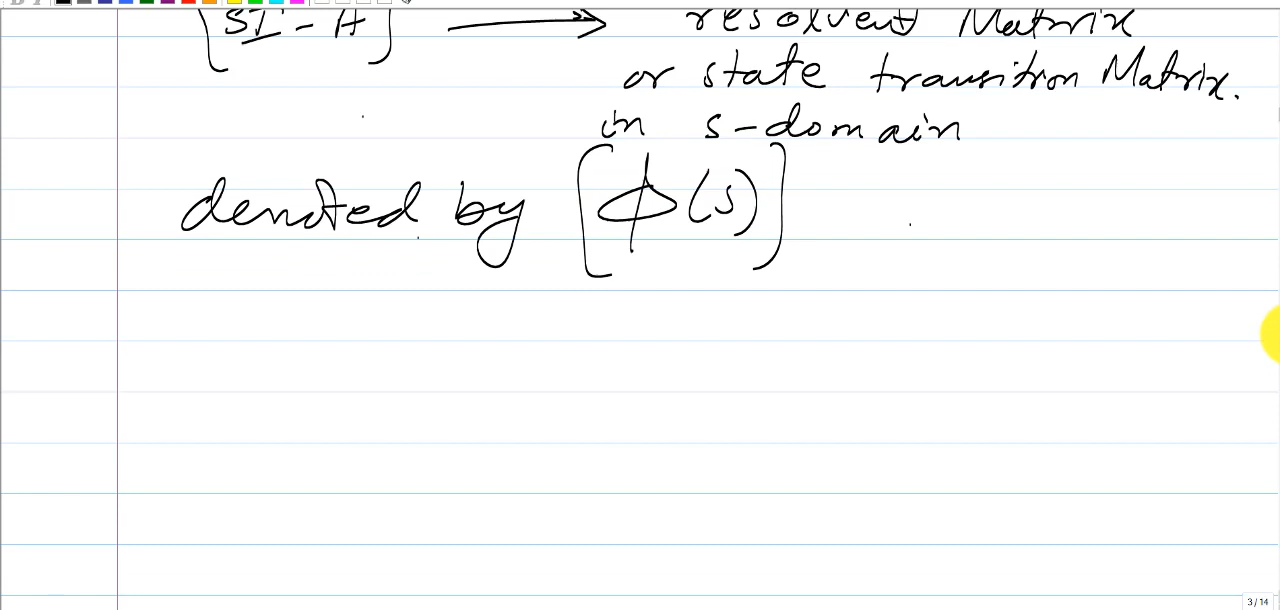 [SI - A] → resolvent Matrix
or state transition Matrix.
in s-domain
denoted by [ϕ(s)]
3 / 14